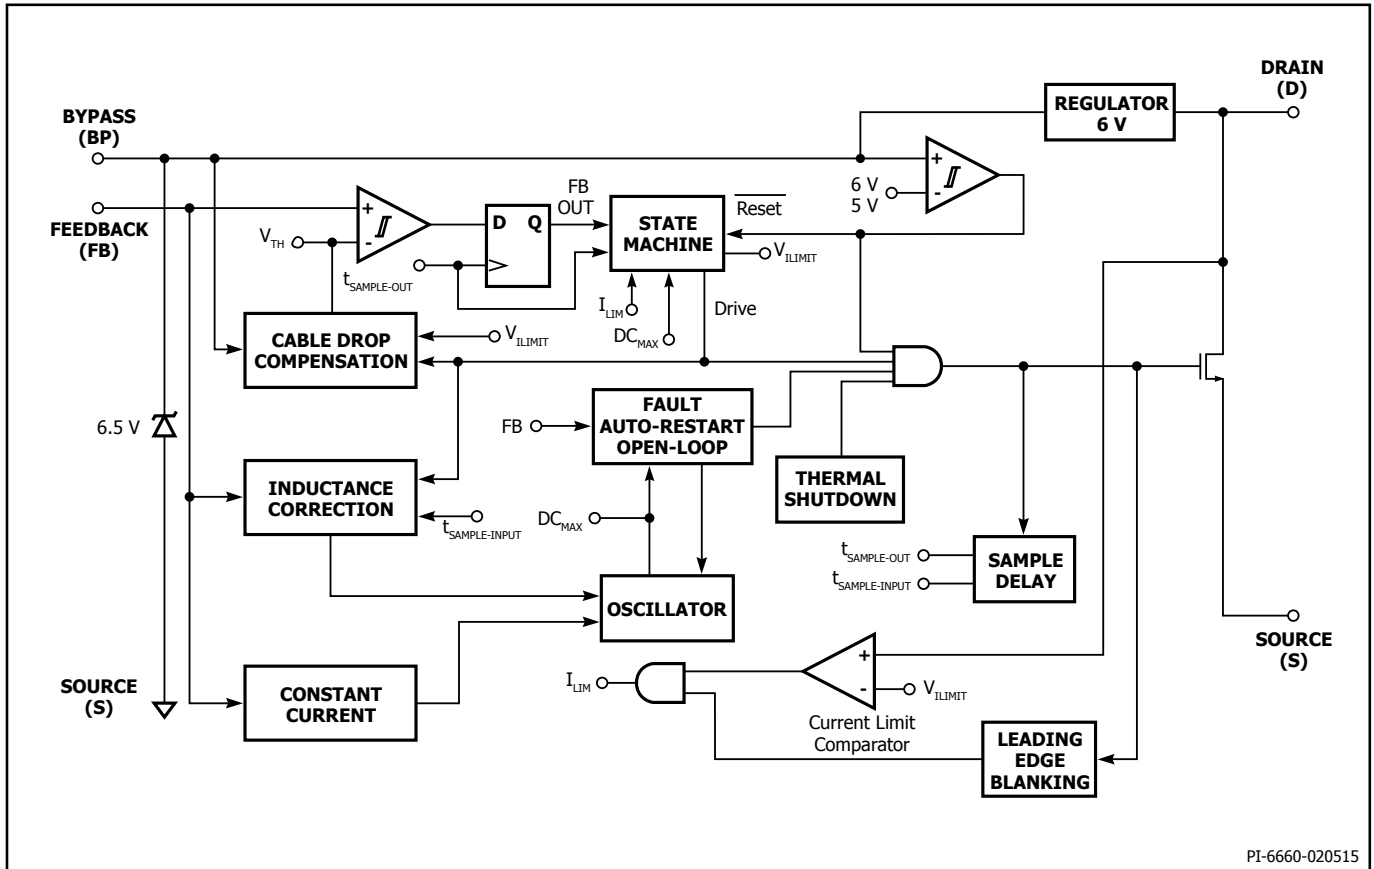 DRAIN
(D)
REGULATOR
6 V
BYPASS
(BP)
+
-
6 V
5 V
FEEDBACK
(FB)
+
-
V_TH
t_SAMPLE-OUT
D Q
FB
OUT
STATE
MACHINE
Reset
V_ILIMIT
I_LIM
DC_MAX
Drive
CABLE DROP
COMPENSATION
V_ILIMIT
6.5 V
FB
FAULT
AUTO-RESTART
OPEN-LOOP
THERMAL
SHUTDOWN
INDUCTANCE
CORRECTION
t_SAMPLE-INPUT
DC_MAX
t_SAMPLE-OUT
t_SAMPLE-INPUT
SAMPLE
DELAY
OSCILLATOR
SOURCE
(S)
SOURCE
(S)
CONSTANT
CURRENT
I_LIM
+
-
V_ILIMIT
Current Limit
Comparator
LEADING
EDGE
BLANKING
PI-6660-020515